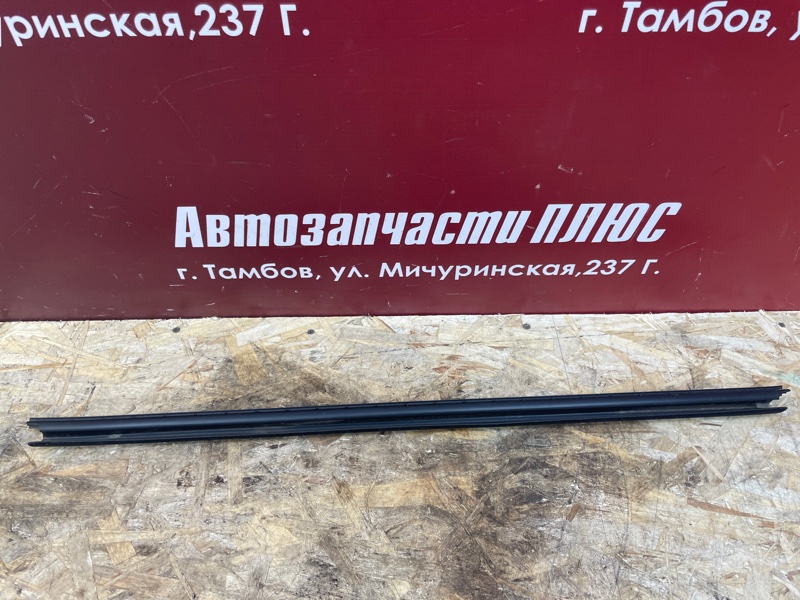 уринская,237 Г.
г. Тамбов, у
Автозапчасти ПЛЮС
г. Тамбов, ул. Мичуринская,237 Г.